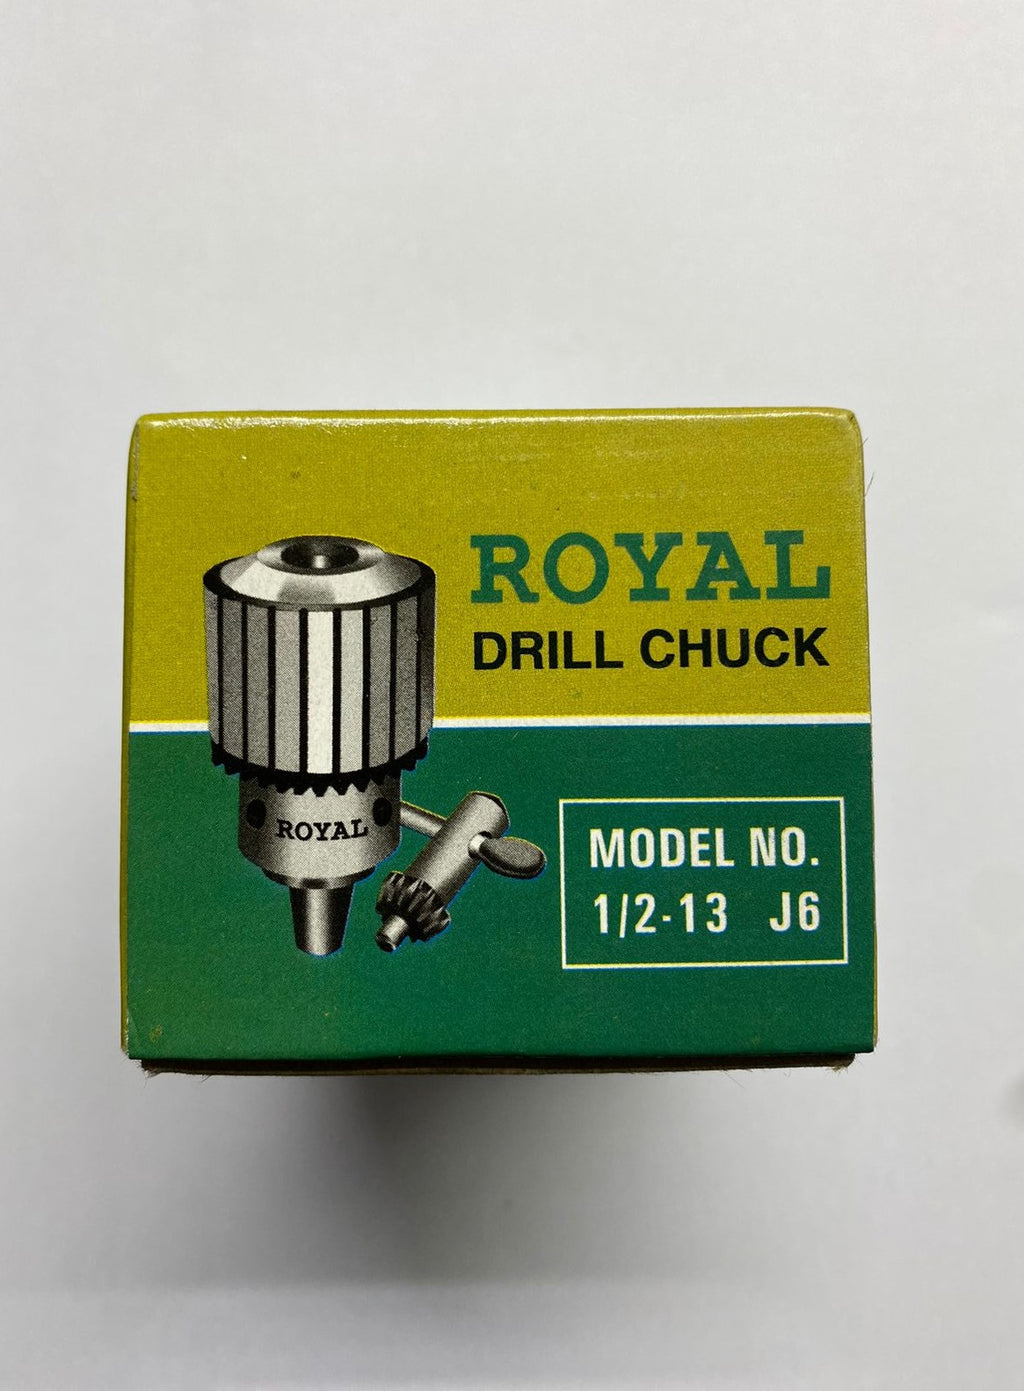 ROYAL
DRILL CHUCK
ROYAL
MODEL NO.
1/2-13 J6